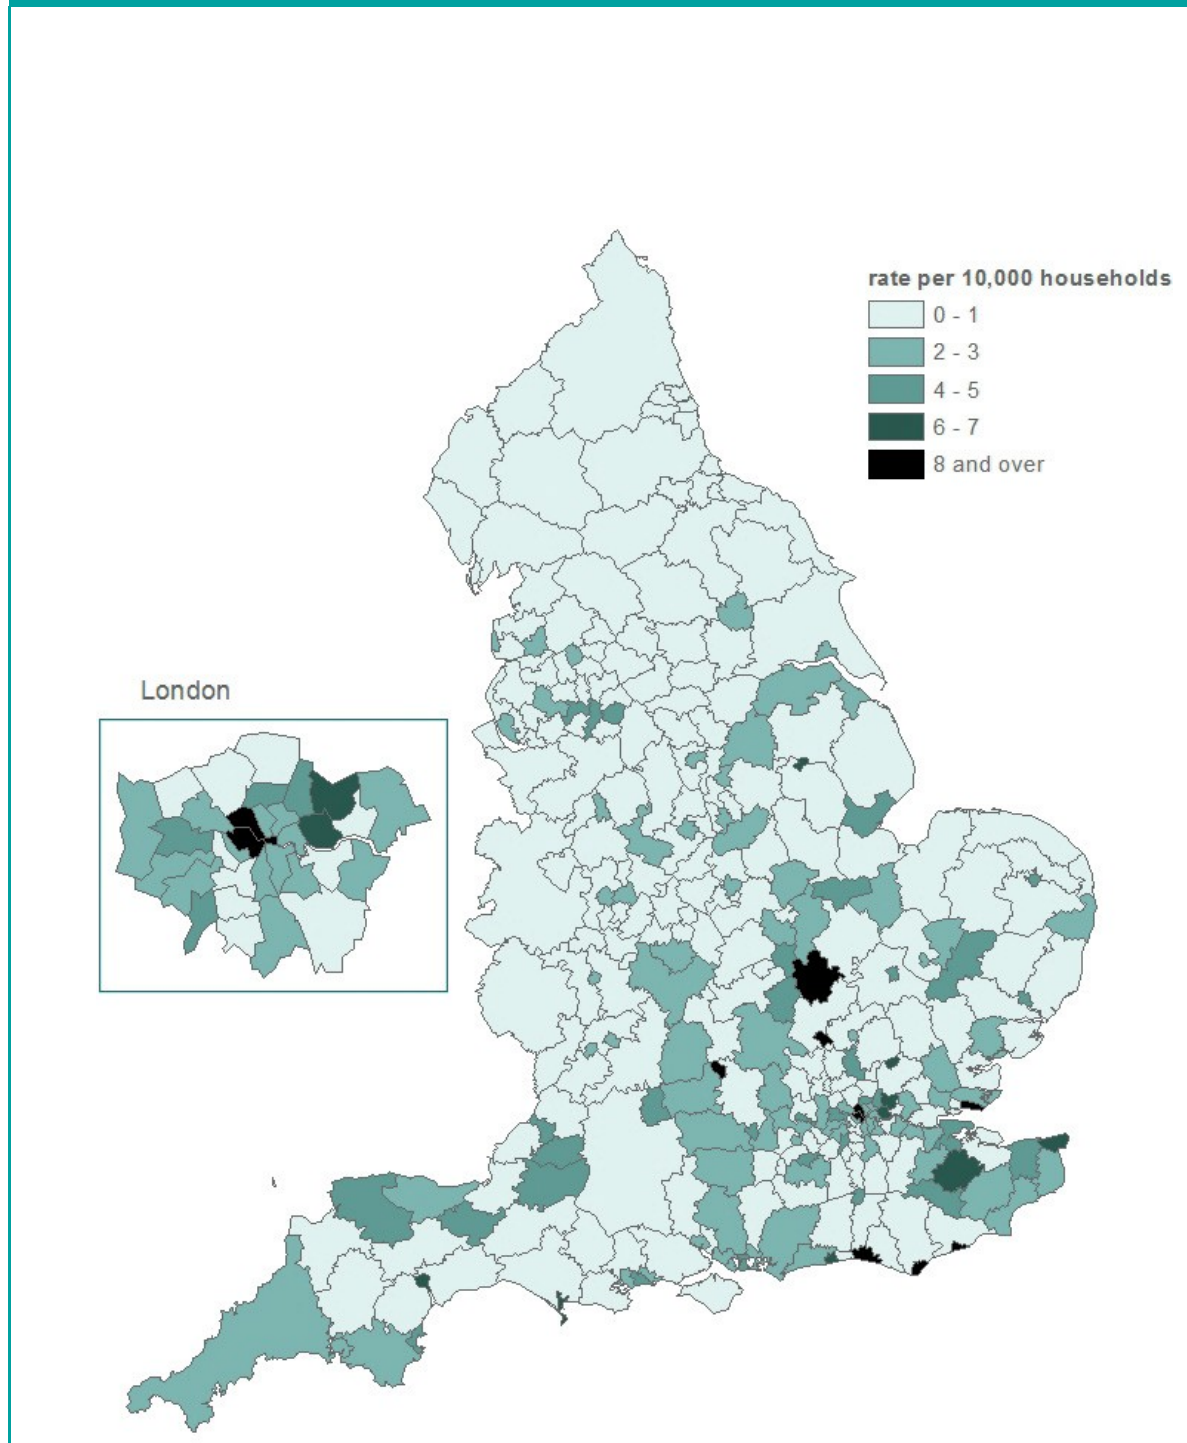 rate per 10,000 households
0 - 1
2 - 3
4 - 5
6 - 7
8 and over
London